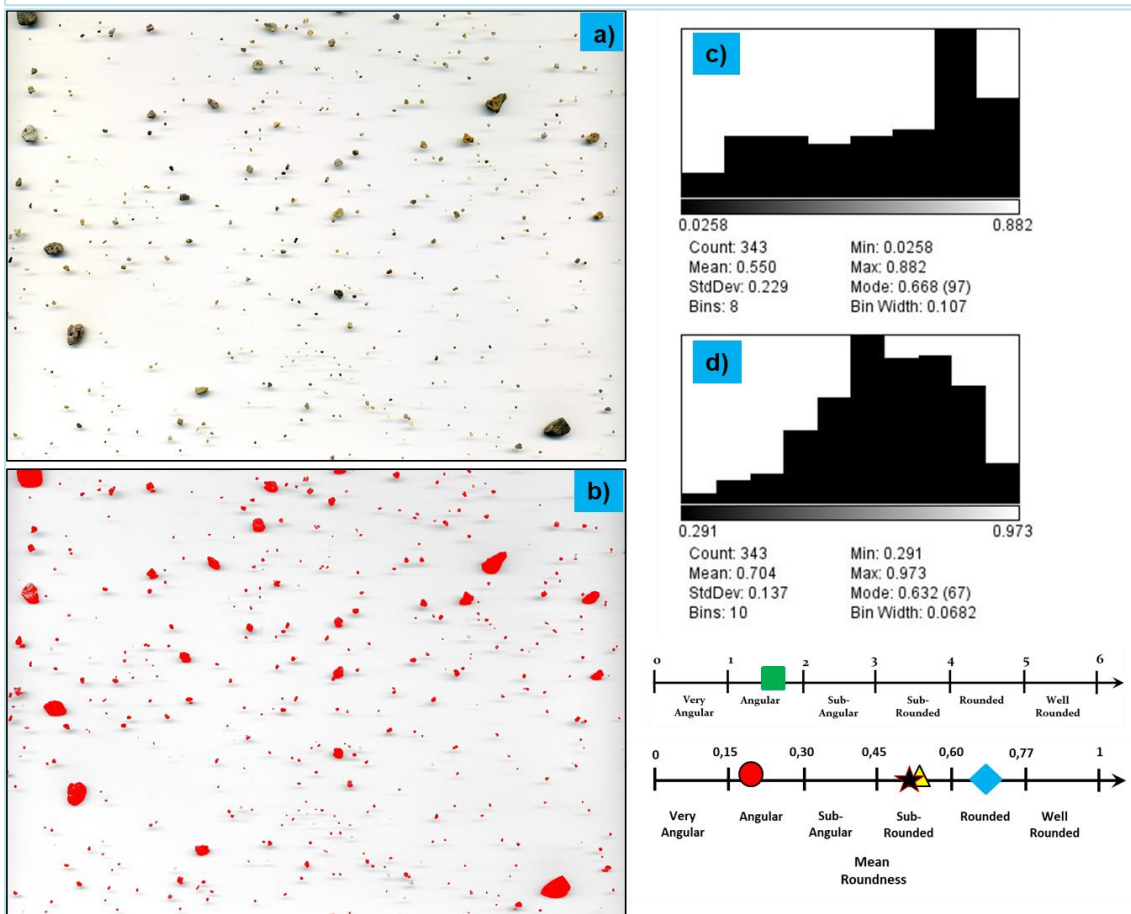 a)
b)
c)
0.0258 0.882
Count: 343 Min: 0.0258
Mean: 0.550 Max: 0.882
StdDev: 0.229 Mode: 0.668 (97)
Bins: 8 Bin Width: 0.107
d)
0.291 0.973
Count: 343 Min: 0.291
Mean: 0.704 Max: 0.973
StdDev: 0.137 Mode: 0.632 (67)
Bins: 10 Bin Width: 0.0682
0 1 2 3 4 5 6
Very Angular Sub- Sub- Rounded Well
Angular Angular Rounded Rounded
0 0,15 0,30 0,45 0,60 0,77 1
Very Angular Sub- Sub- Rounded Well
Angular Angular Rounded Rounded
Mean
Roundness